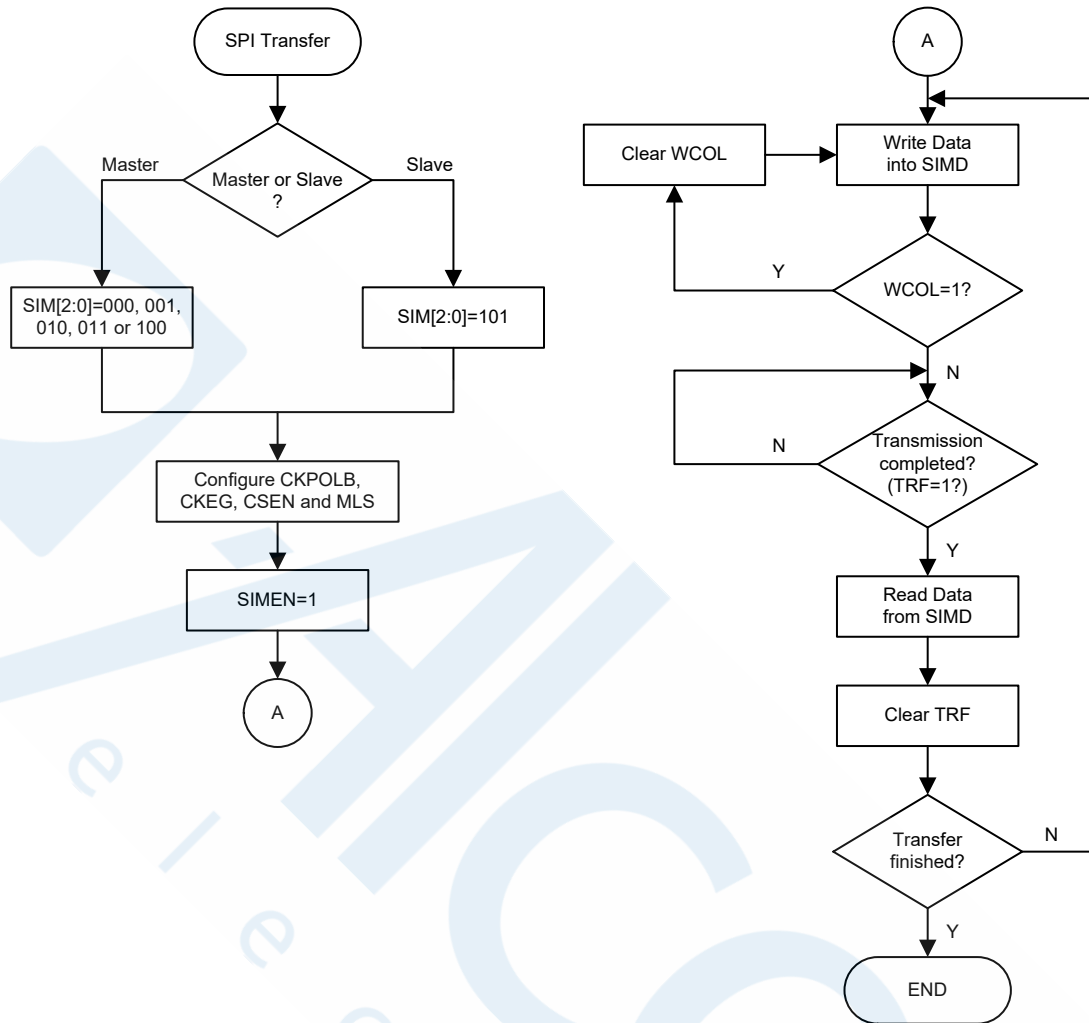 SPI Transfer
Master or Slave
?
Master
Slave
SIM[2:0]=000, 001,
010, 011 or 100
SIM[2:0]=101
Configure CKPOLB,
CKEG, CSEN and MLS
SIMEN=1
A
A
Write Data
into SIMD
Clear WCOL
WCOL=1?
Y
N
Transmission
completed?
(TRF=1?)
N
Y
Read Data
from SIMD
Clear TRF
Transfer
finished?
N
Y
END